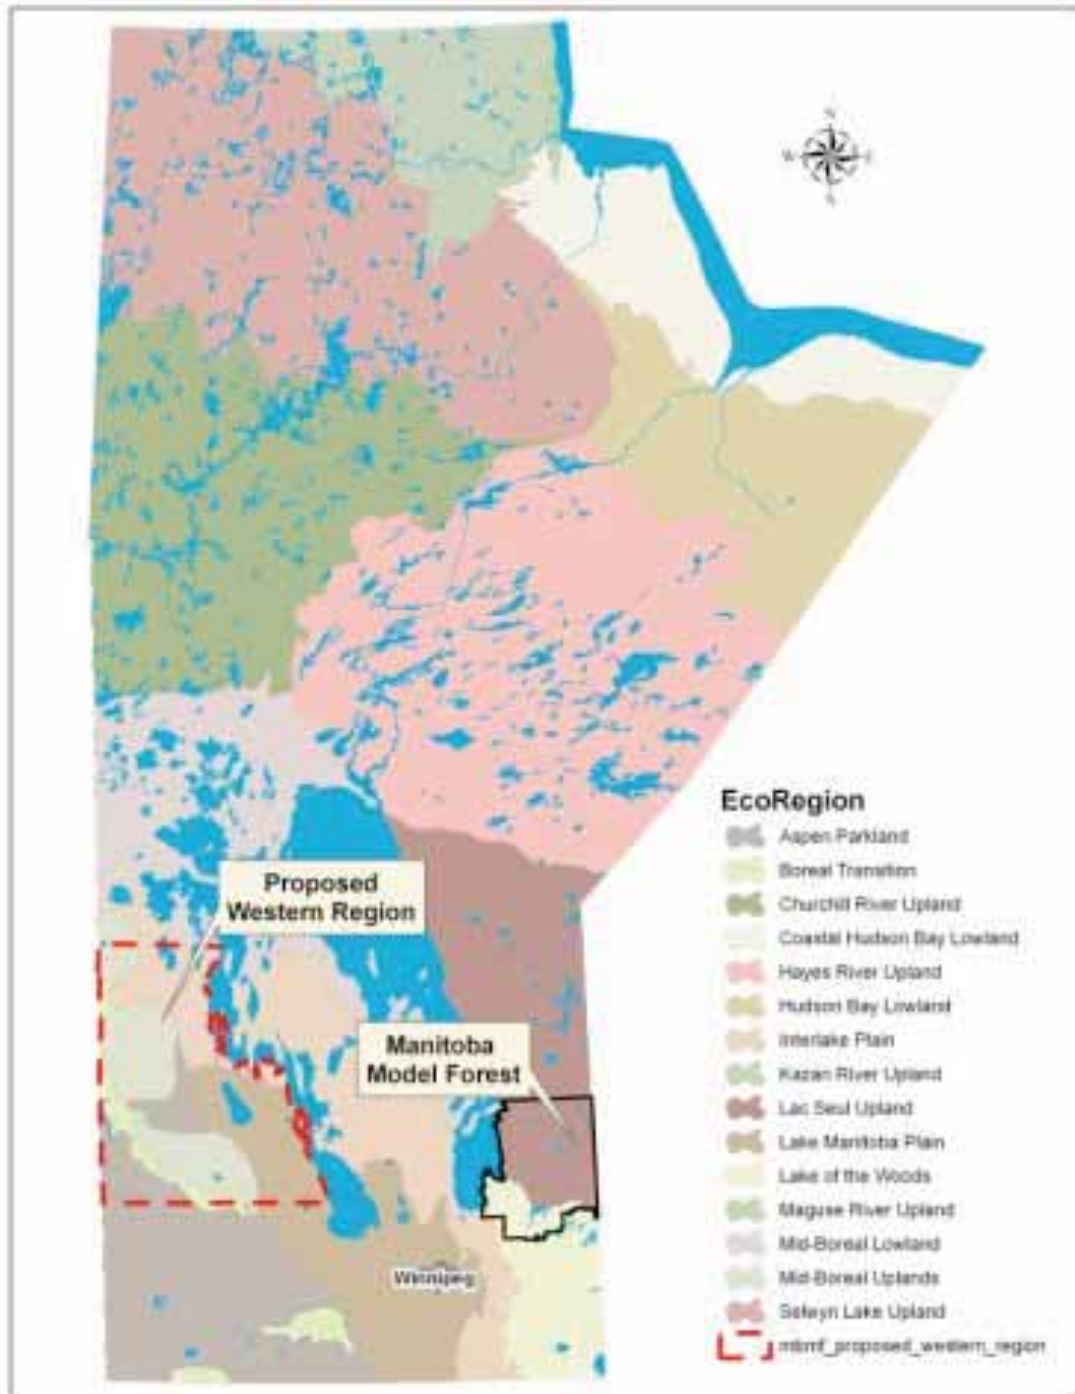 N
W E
S
Proposed
Western Region
Manitoba
Model Forest
Winnipeg
EcoRegion
Aspen Parkland
Boreal Transition
Churchill River Upland
Coastal Hudson Bay Lowland
Hayes River Upland
Hudson Bay Lowland
Interlake Plain
Kazan River Upland
Lac Seul Upland
Lake Manitoba Plain
Lake of the Woods
Maguse River Upland
Mid-Boreal Lowland
Mid-Boreal Uplands
Selwyn Lake Upland
mbmf_proposed_western_region